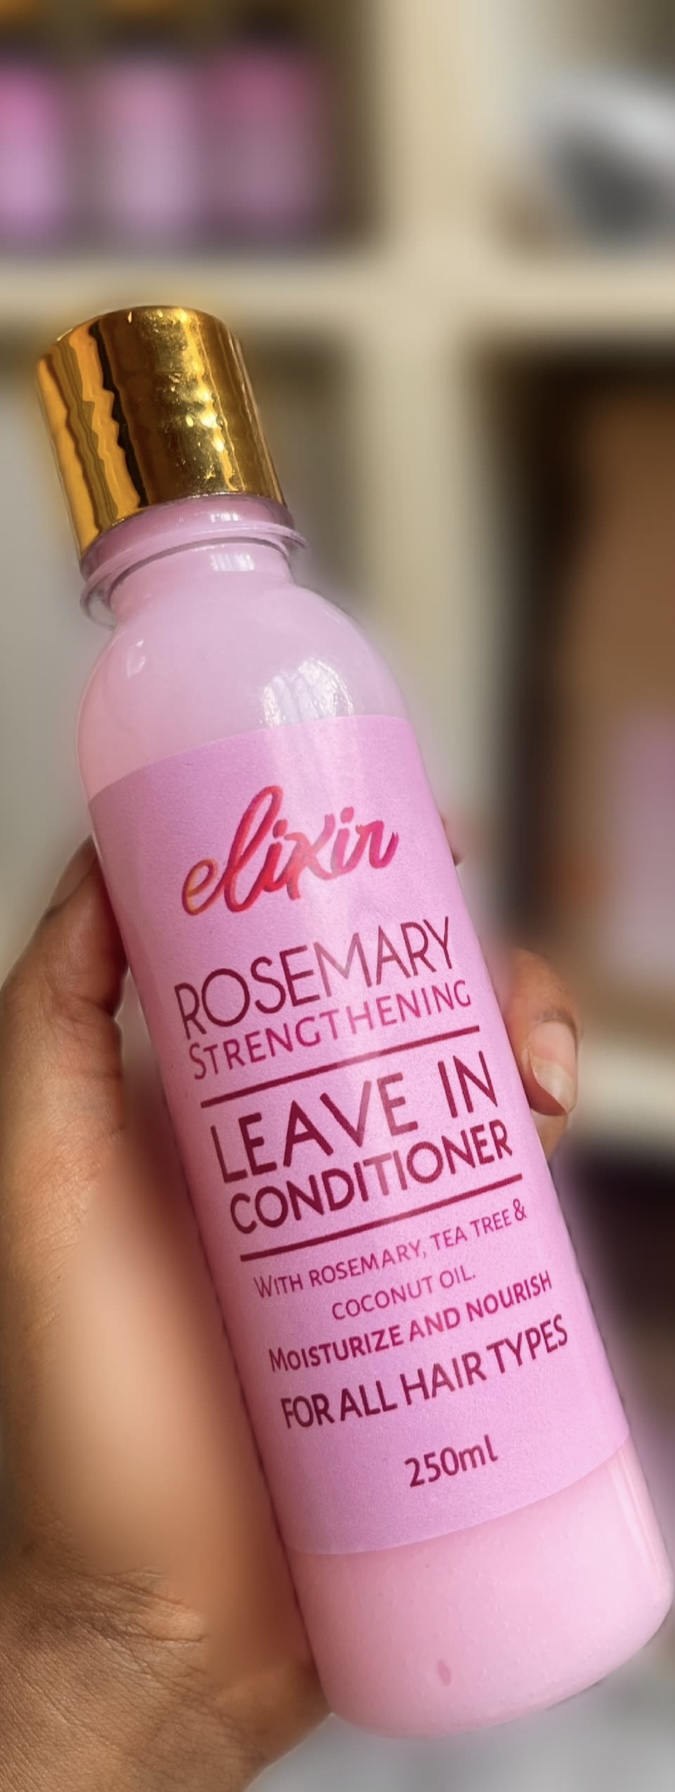 elixir
ROSEMARY
STRENGTHENING
LEAVE IN
CONDITIONER
WITH ROSEMARY, TEA TREE &
COCONUT OIL.
MOISTURIZE AND NOURISH
FOR ALL HAIR TYPES
250ml